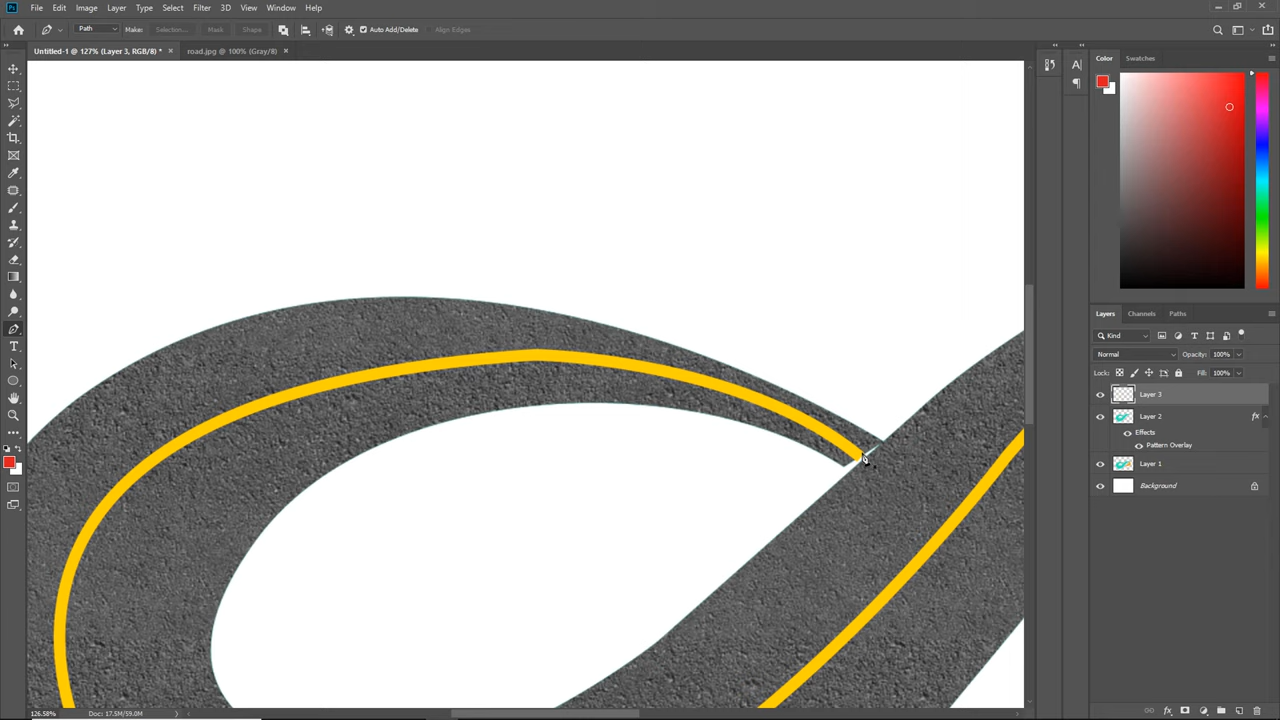 Ps File Edit Image Layer Type Select Filter 3D View Window Help
Path Make: Selection... Mask Shape Auto Add/Delete Align Edges
Untitled-1 @ 127% (Layer 3, RGB/8) * × road.jpg @ 100% (Gray/8) ×
Color Swatches
Layers Channels Paths
Kind
Normal Opacity: 100%
Lock: Fill: 100%
Layer 3
Layer 2 fx
Effects
Pattern Overlay
Layer 1
Background
126.58% Doc: 17.5M/59.0M